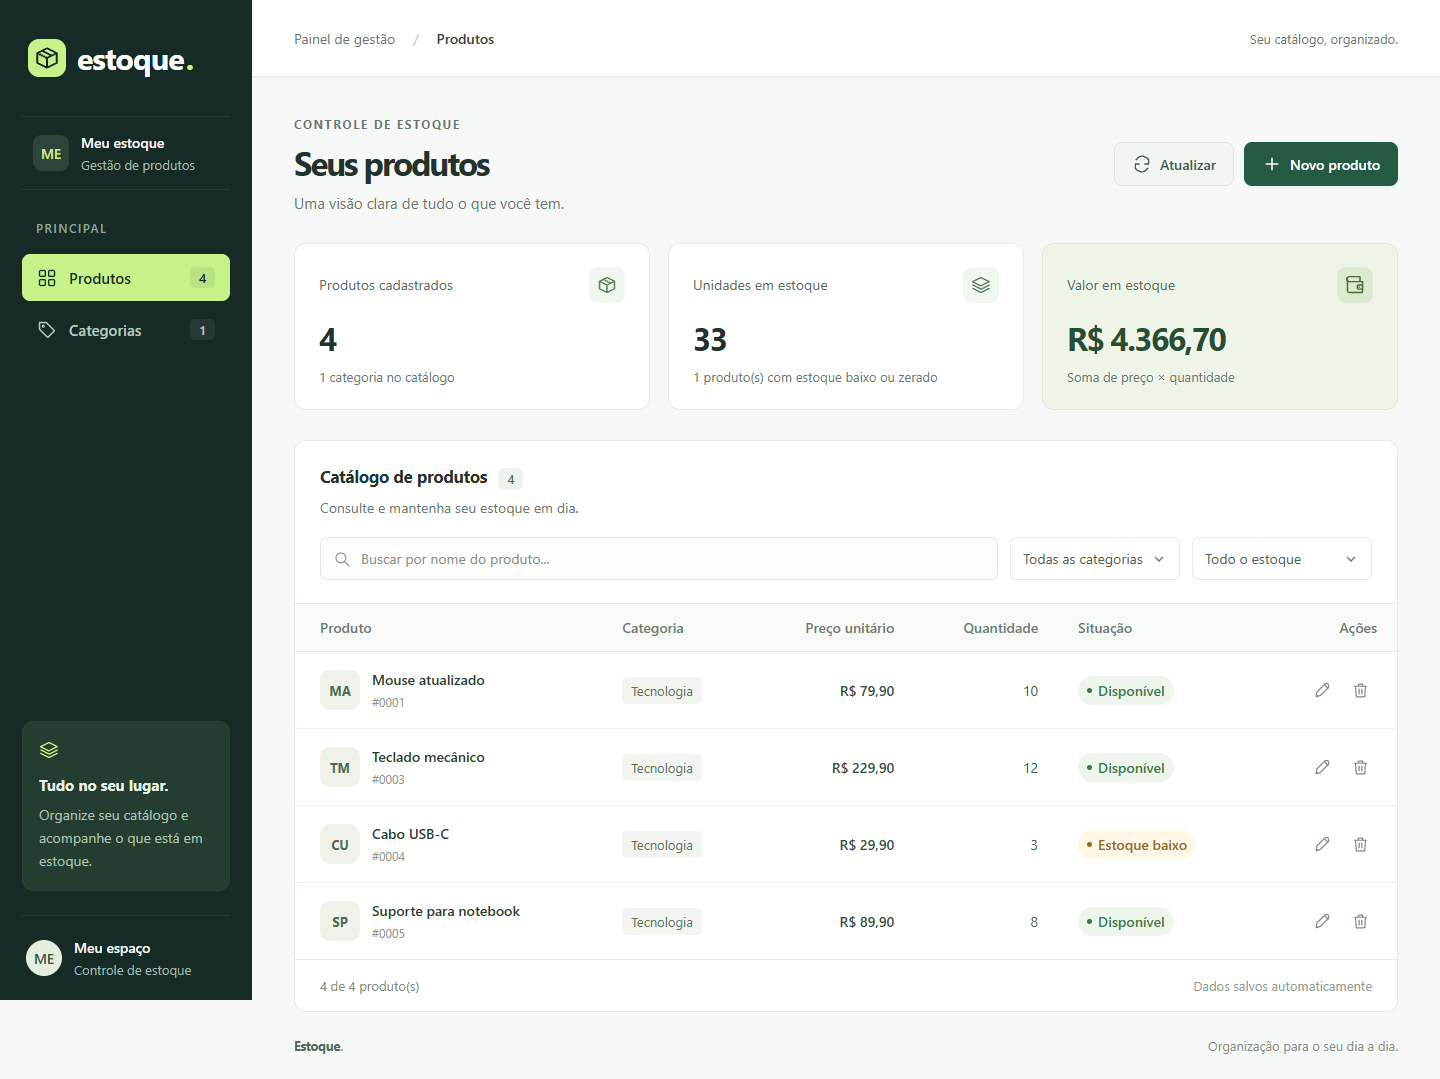 estoque.
ME
Meu estoque
Gestão de produtos
PRINCIPAL
Produtos 4
Categorias 1
Tudo no seu lugar.
Organize seu catálogo e
acompanhe o que está em
estoque.
ME
Meu espaço
Controle de estoque
Painel de gestão / Produtos
Seu catálogo, organizado.
CONTROLE DE ESTOQUE
Seus produtos
Uma visão clara de tudo o que você tem.
Atualizar
Novo produto
Produtos cadastrados
4
1 categoria no catálogo
Unidades em estoque
33
1 produto(s) com estoque baixo ou zerado
Valor em estoque
R$ 4.366,70
Soma de preço × quantidade
Catálogo de produtos 4
Consulte e mantenha seu estoque em dia.
Buscar por nome do produto...
Todas as categorias
Todo o estoque
Produto Categoria Preço unitário Quantidade Situação Ações
MA Mouse atualizado Tecnologia R$ 79,90 10 Disponível
#0001
TM Teclado mecânico Tecnologia R$ 229,90 12 Disponível
#0003
CU Cabo USB-C Tecnologia R$ 29,90 3 Estoque baixo
#0004
SP Suporte para notebook Tecnologia R$ 89,90 8 Disponível
#0005
4 de 4 produto(s)
Dados salvos automaticamente
Estoque.
Organização para o seu dia a dia.